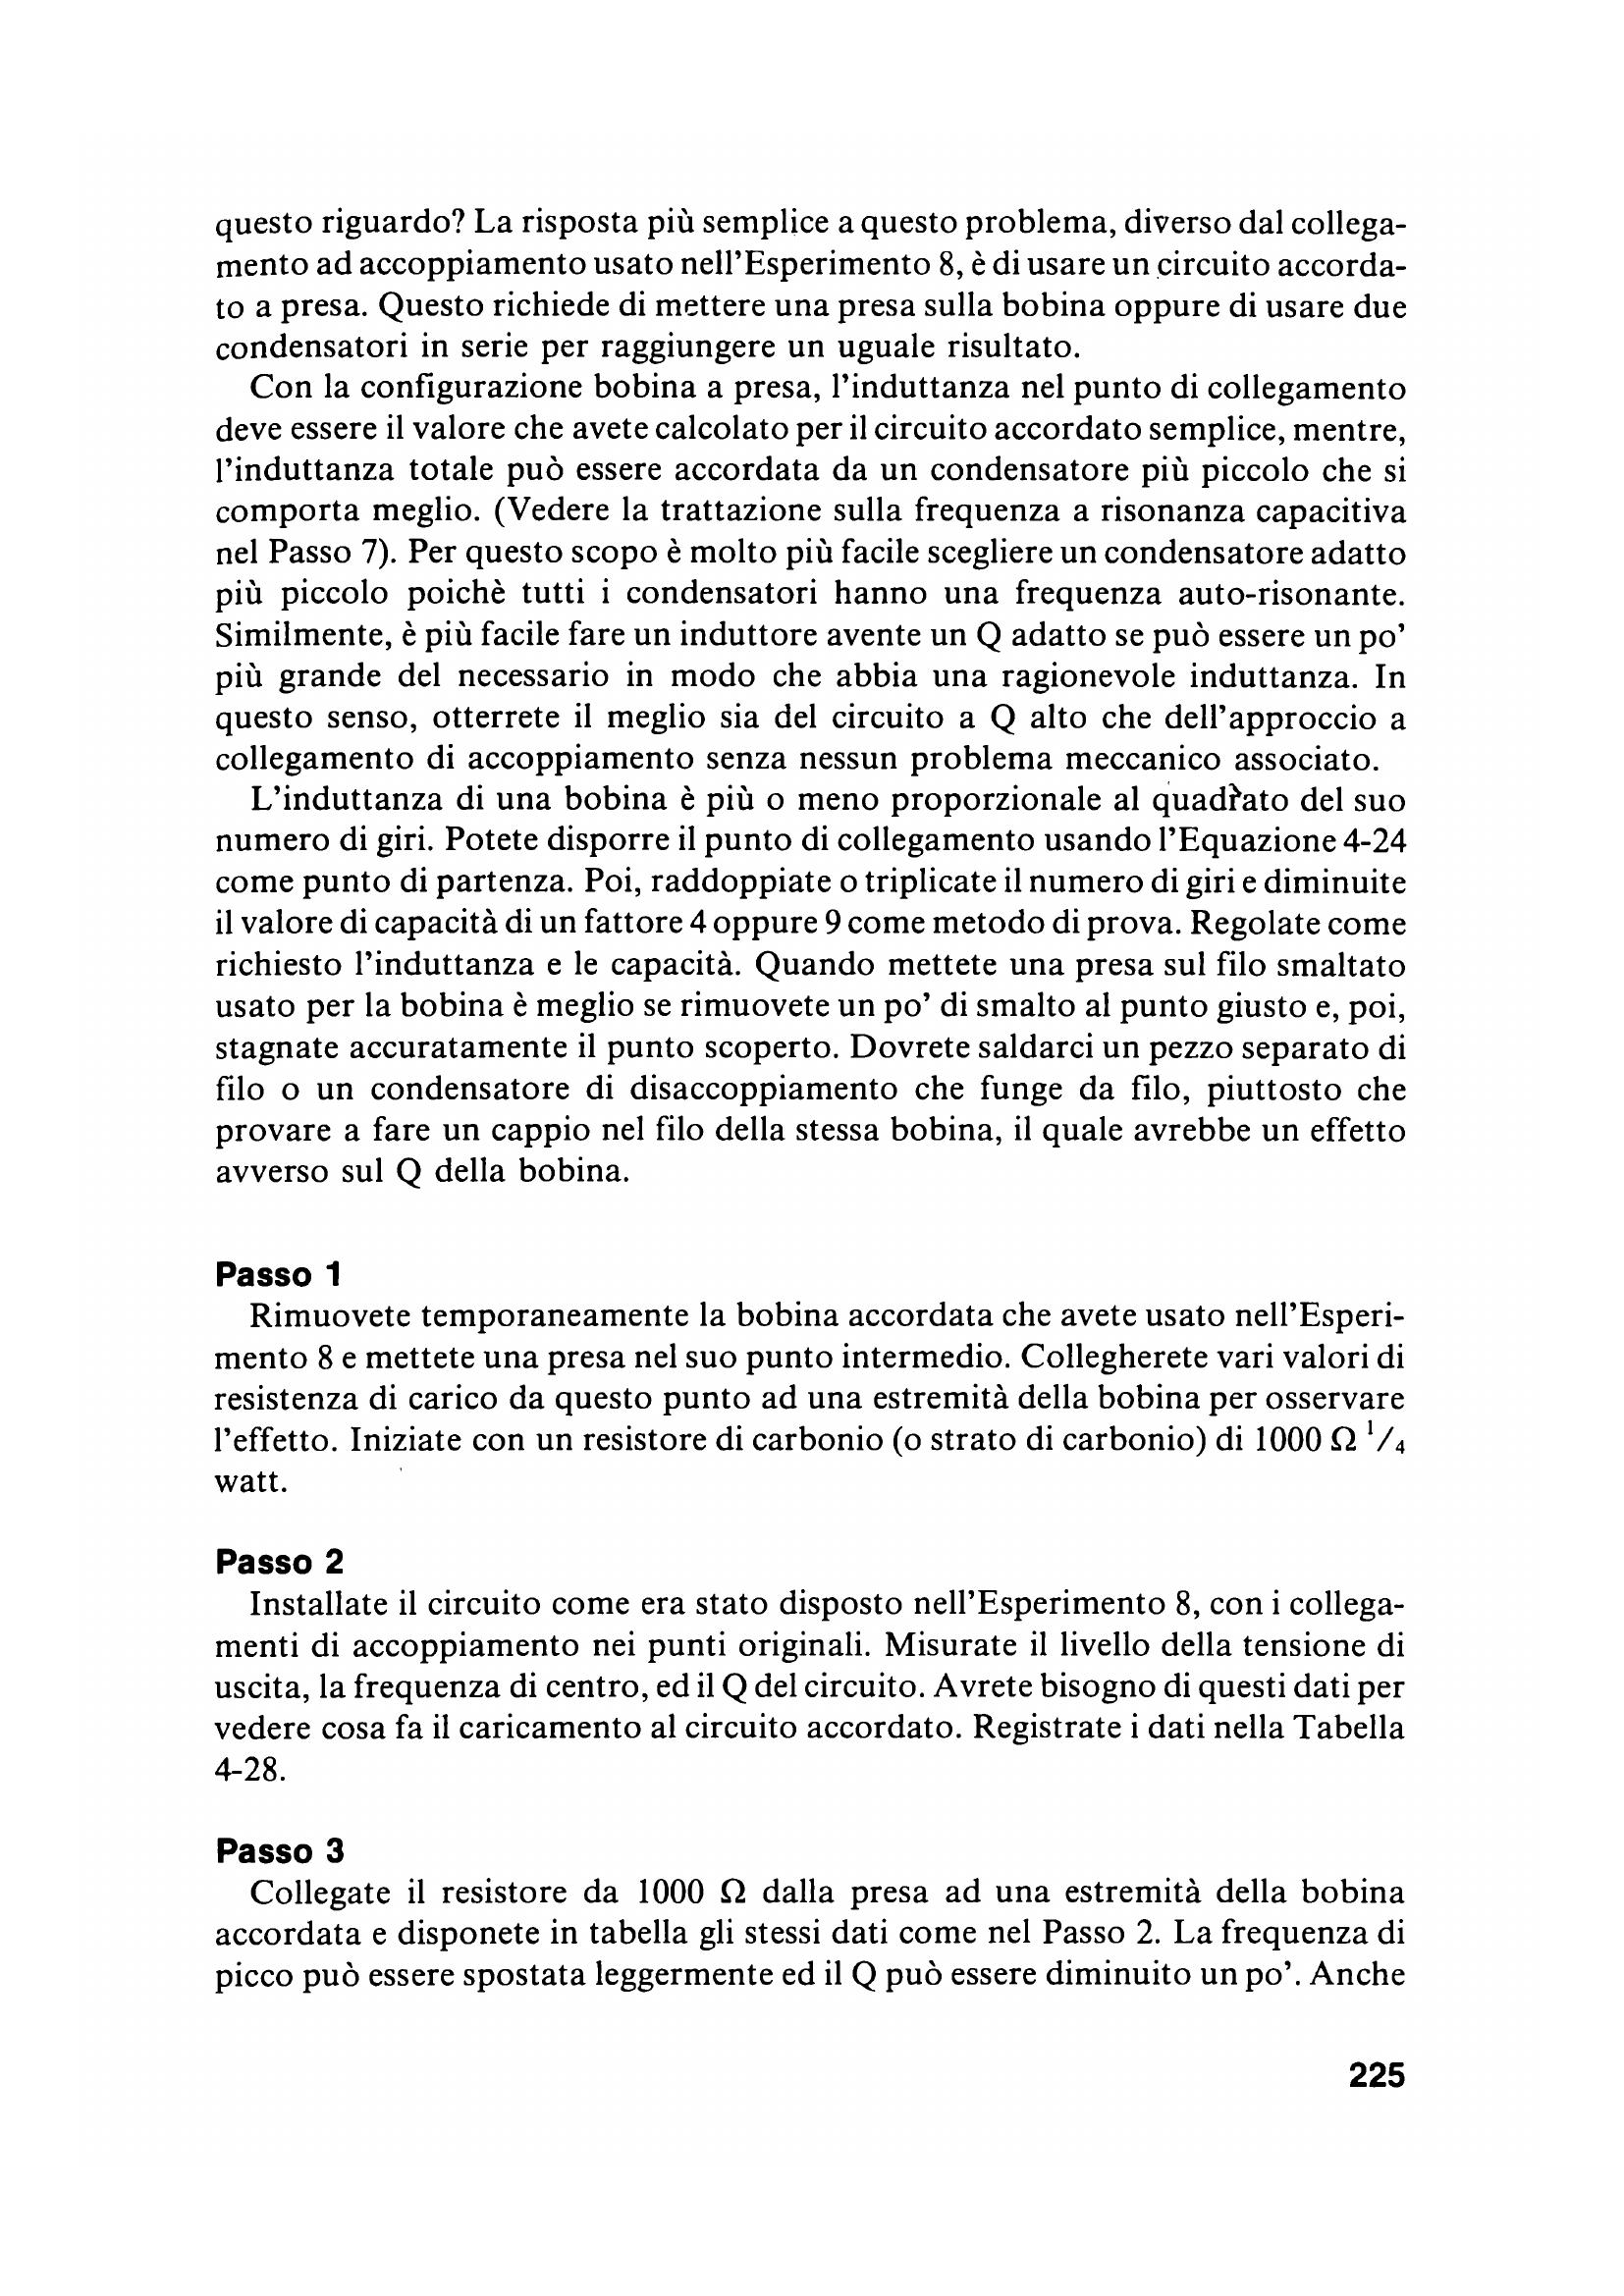 questo riguardo? La risposta più semplice a questo problema, diverso dal collega-
mento ad accoppiamento usato nell'Esperimento 8, è di usare un circuito accorda-
to a presa. Questo richiede di mettere una presa sulla bobina oppure di usare due
condensatori in serie per raggiungere un uguale risultato.
Con la configurazione bobina a presa, l'induttanza nel punto di collegamento
deve essere il valore che avete calcolato per il circuito accordato semplice, mentre,
l'induttanza totale può essere accordata da un condensatore più piccolo che si
comporta meglio. (Vedere la trattazione sulla frequenza a risonanza capacitiva
nel Passo 7). Per questo scopo è molto più facile scegliere un condensatore adatto
più piccolo poichè tutti i condensatori hanno una frequenza auto-risonante.
Similmente, è più facile fare un induttore avente un Q adatto se può essere un po'
più grande del necessario in modo che abbia una ragionevole induttanza. In
questo senso, otterrete il meglio sia del circuito a Q alto che dell'approccio a
collegamento di accoppiamento senza nessun problema meccanico associato.
L'induttanza di una bobina è più o meno proporzionale al quadrato del suo
numero di giri. Potete disporre il punto di collegamento usando l'Equazione 4-24
come punto di partenza. Poi, raddoppiate o triplicate il numero di giri e diminuite
il valore di capacità di un fattore 4 oppure 9 come metodo di prova. Regolate come
richiesto l'induttanza e le capacità. Quando mettete una presa sul filo smaltato
usato per la bobina è meglio se rimuovete un po' di smalto al punto giusto e, poi,
stagnate accuratamente il punto scoperto. Dovrete saldarci un pezzo separato di
filo o un condensatore di disaccoppiamento che funge da filo, piuttosto che
provare a fare un cappio nel filo della stessa bobina, il quale avrebbe un effetto
avverso sul Q della bobina.
Passo 1
Rimuovete temporaneamente la bobina accordata che avete usato nell'Esperi-
mento 8 e mettete una presa nel suo punto intermedio. Collegherete vari valori di
resistenza di carico da questo punto ad una estremità della bobina per osservare
l'effetto. Iniziate con un resistore di carbonio (o strato di carbonio) di 1000 Ω 1/4
watt.
Passo 2
Installate il circuito come era stato disposto nell'Esperimento 8, con i collega-
menti di accoppiamento nei punti originali. Misurate il livello della tensione di
uscita, la frequenza di centro, ed il Q del circuito. Avrete bisogno di questi dati per
vedere cosa fa il caricamento al circuito accordato. Registrate i dati nella Tabella
4-28.
Passo 3
Collegate il resistore da 1000 Ω dalla presa ad una estremità della bobina
accordata e disponete in tabella gli stessi dati come nel Passo 2. La frequenza di
picco può essere spostata leggermente ed il Q può essere diminuito un po'. Anche
225